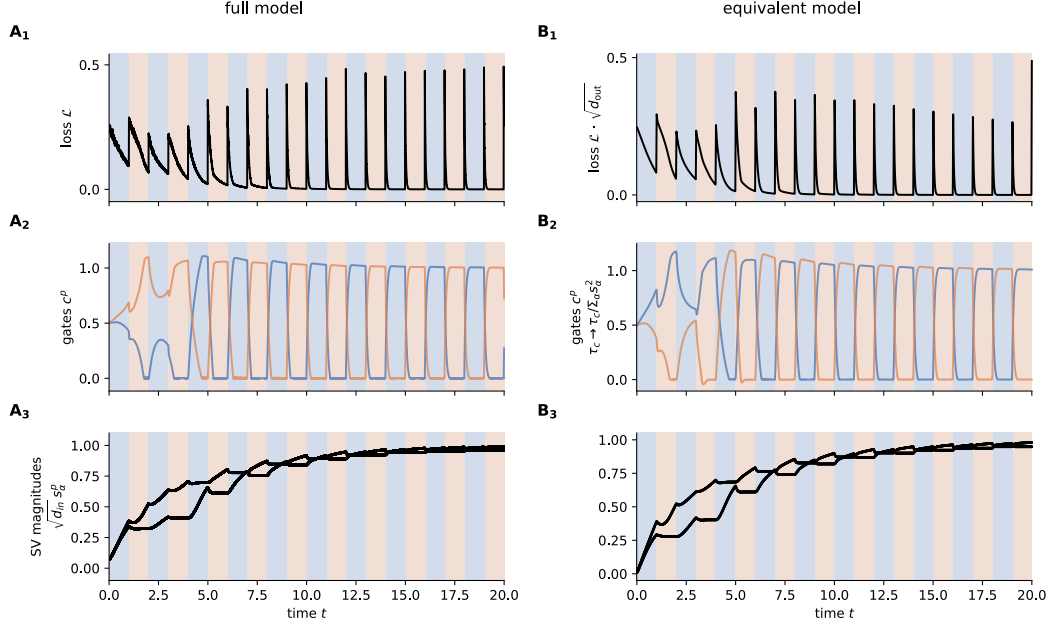 full model
equivalent model
A₁
B₁
0.5
0.0
loss 𝓛
0.5
0.0
loss 𝓛 · √d_out
A₂
B₂
1.0
0.5
0.0
gates c^p
1.0
0.5
0.0
gates c^p
τ_c → τ_c/Σ_α s_α^2
A₃
B₃
1.00
0.75
0.50
0.25
0.00
SV magnitudes
√d_in s_α^p
1.00
0.75
0.50
0.25
0.00
0.0 2.5 5.0 7.5 10.0 12.5 15.0 17.5 20.0
time t
0.0 2.5 5.0 7.5 10.0 12.5 15.0 17.5 20.0
time t